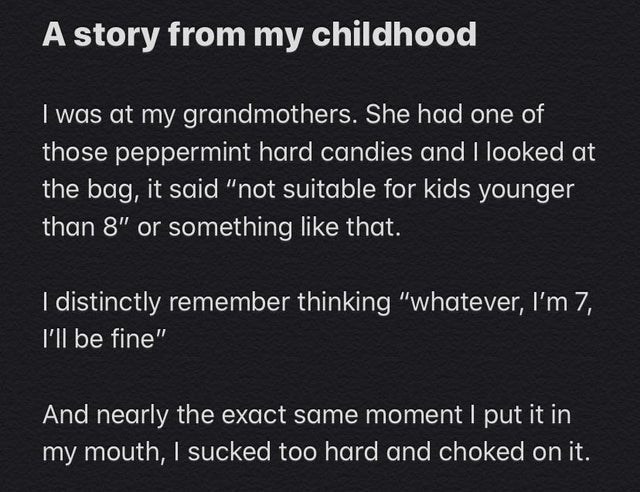 A story from my childhood
I was at my grandmothers. She had one of
those peppermint hard candies and I looked at
the bag, it said “not suitable for kids younger
than 8” or something like that.
I distinctly remember thinking “whatever, I’m 7,
I’ll be fine”
And nearly the exact same moment I put it in
my mouth, I sucked too hard and choked on it.